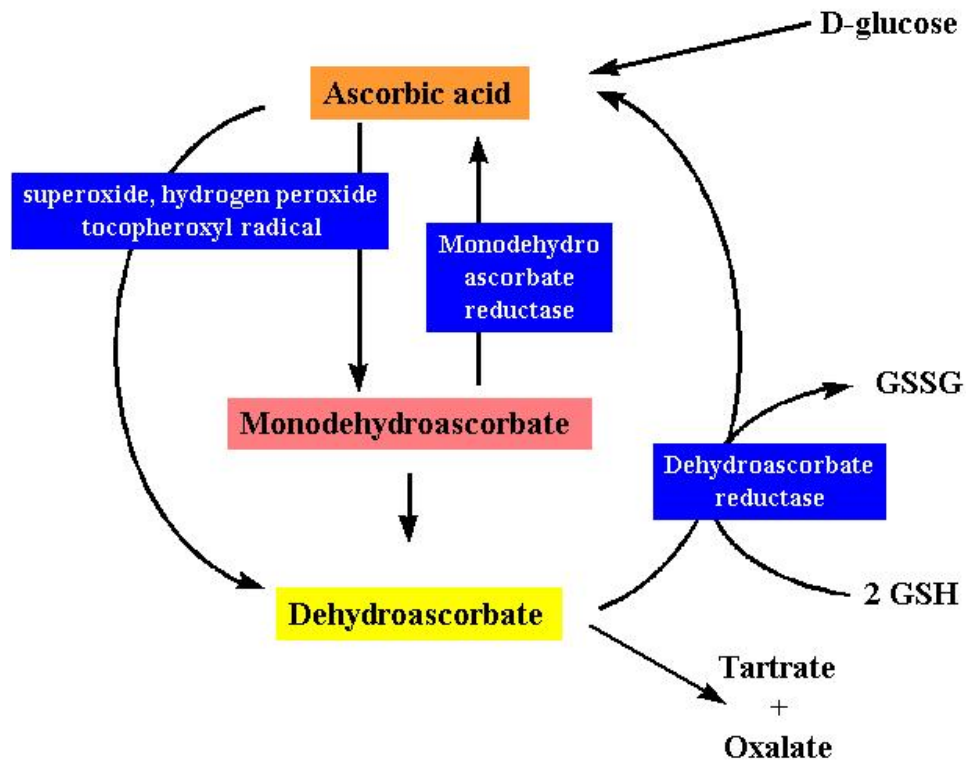 D-glucose
Ascorbic acid
superoxide, hydrogen peroxide
tocopheroxyl radical
Monodehydro
ascorbate
reductase
GSSG
Monodehydroascorbate
Dehydroascorbate
reductase
2 GSH
Dehydroascorbate
Tartrate
+
Oxalate